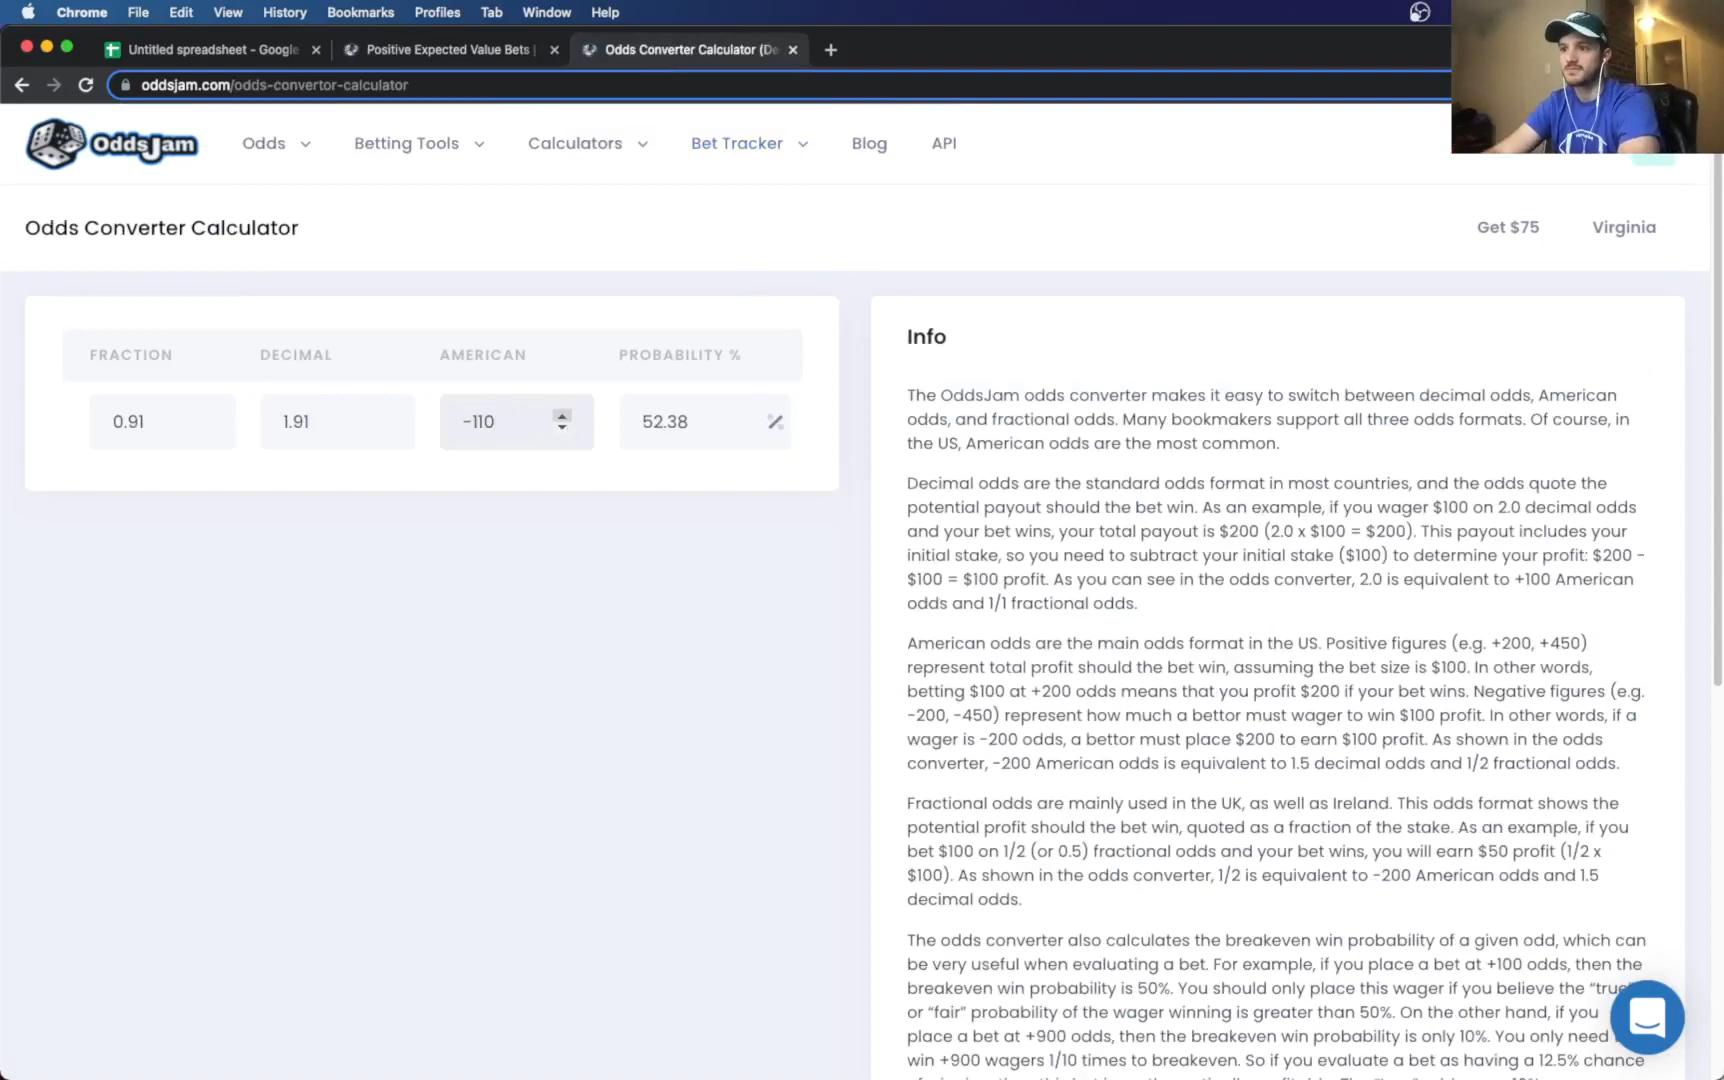 Chrome File Edit View History Bookmarks Profiles Tab Window Help
Untitled spreadsheet - Google
Positive Expected Value Bets |
Odds Converter Calculator (De
oddsjam.com/odds-convertor-calculator
OddsJam
Odds
Betting Tools
Calculators
Bet Tracker
Blog
API
Odds Converter Calculator
Get $75
Virginia
FRACTION DECIMAL AMERICAN PROBABILITY %
0.91 1.91 -110 52.38 %
Info
The OddsJam odds converter makes it easy to switch between decimal odds, American
odds, and fractional odds. Many bookmakers support all three odds formats. Of course, in
the US, American odds are the most common.
Decimal odds are the standard odds format in most countries, and the odds quote the
potential payout should the bet win. As an example, if you wager $100 on 2.0 decimal odds
and your bet wins, your total payout is $200 (2.0 x $100 = $200). This payout includes your
initial stake, so you need to subtract your initial stake ($100) to determine your profit: $200 -
$100 = $100 profit. As you can see in the odds converter, 2.0 is equivalent to +100 American
odds and 1/1 fractional odds.
American odds are the main odds format in the US. Positive figures (e.g. +200, +450)
represent total profit should the bet win, assuming the bet size is $100. In other words,
betting $100 at +200 odds means that you profit $200 if your bet wins. Negative figures (e.g.
-200, -450) represent how much a bettor must wager to win $100 profit. In other words, if a
wager is -200 odds, a bettor must place $200 to earn $100 profit. As shown in the odds
converter, -200 American odds is equivalent to 1.5 decimal odds and 1/2 fractional odds.
Fractional odds are mainly used in the UK, as well as Ireland. This odds format shows the
potential profit should the bet win, quoted as a fraction of the stake. As an example, if you
bet $100 on 1/2 (or 0.5) fractional odds and your bet wins, you will earn $50 profit (1/2 x
$100). As shown in the odds converter, 1/2 is equivalent to -200 American odds and 1.5
decimal odds.
The odds converter also calculates the breakeven win probability of a given odd, which can
be very useful when evaluating a bet. For example, if you place a bet at +100 odds, then the
breakeven win probability is 50%. You should only place this wager if you believe the “true”
or “fair” probability of the wager winning is greater than 50%. On the other hand, if you
place a bet at +900 odds, then the breakeven win probability is only 10%. You only need
win +900 wagers 1/10 times to breakeven. So if you evaluate a bet as having a 12.5% chance